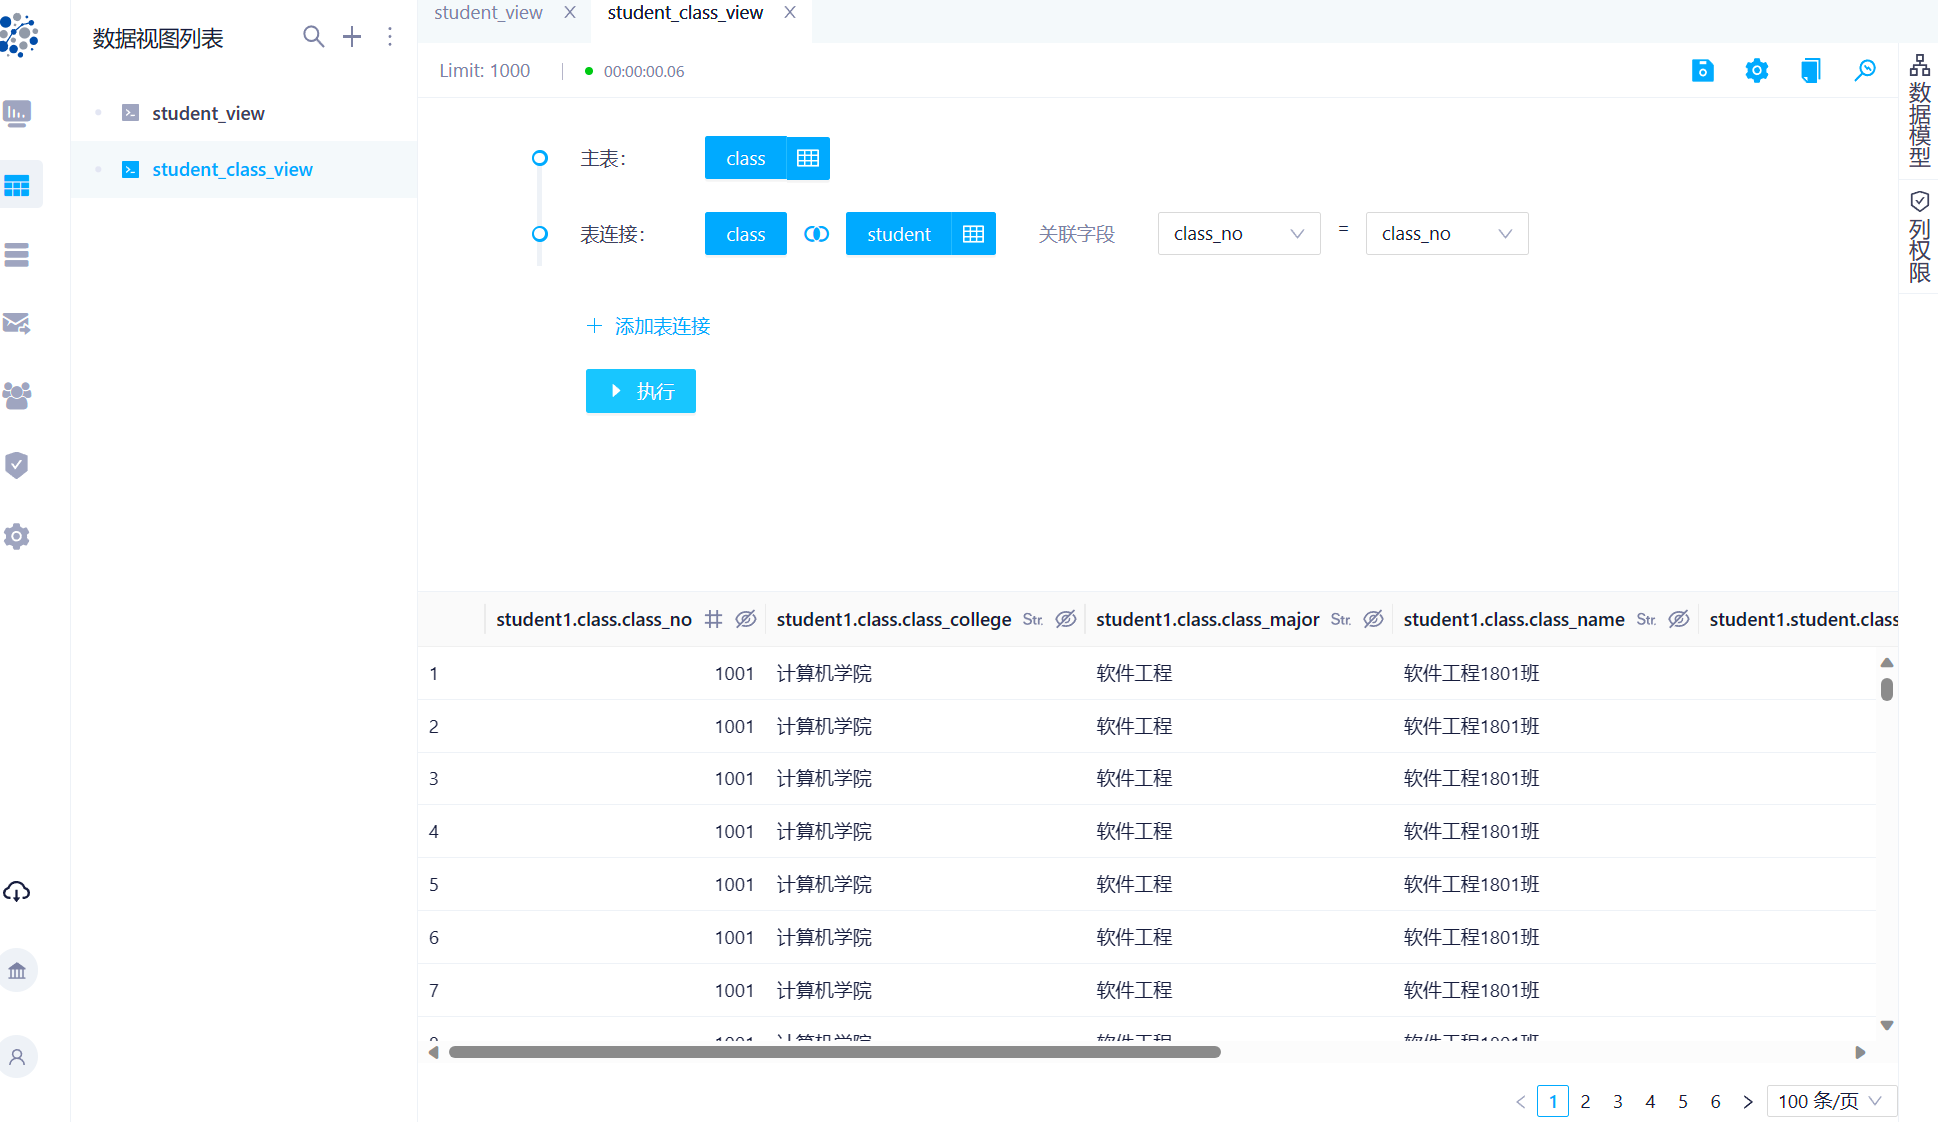 数据视图列表
student_view
student_class_view
student_view X
student_class_view X
Limit: 1000
00:00:00.06
数据模型
列权限
主表：
class
表连接：
class
student
关联字段
class_no
=
class_no
添加表连接
执行
student1.class.class_no student1.class.class_college Str. student1.class.class_major Str. student1.class.class_name Str. student1.student.class
1 1001 计算机学院 软件工程 软件工程1801班
2 1001 计算机学院 软件工程 软件工程1801班
3 1001 计算机学院 软件工程 软件工程1801班
4 1001 计算机学院 软件工程 软件工程1801班
5 1001 计算机学院 软件工程 软件工程1801班
6 1001 计算机学院 软件工程 软件工程1801班
7 1001 计算机学院 软件工程 软件工程1801班
1 2 3 4 5 6 100 条/页